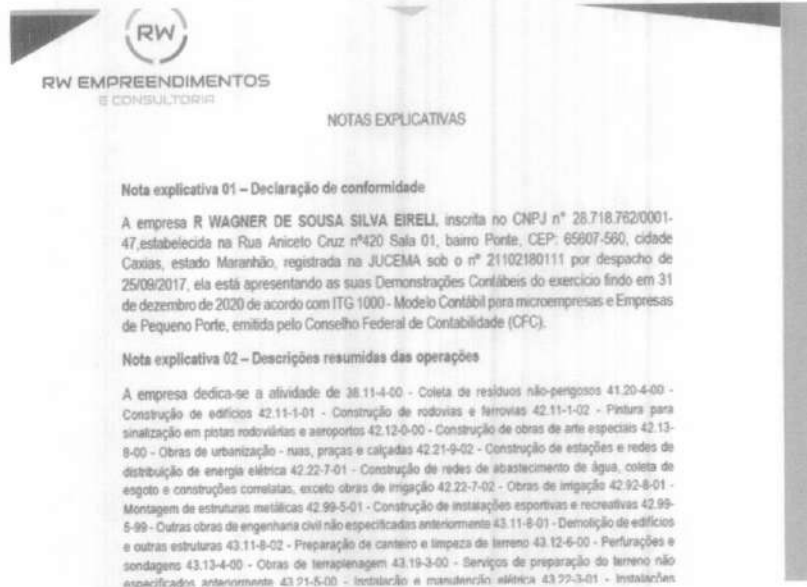 RW
RW EMPREENDIMENTOS
E CONSULTORIA
NOTAS EXPLICATIVAS
Nota explicativa 01 – Declaração de conformidade
A empresa R WAGNER DE SOUSA SILVA EIRELI, inscrita no CNPJ n° 28.718.762/0001-
47,estabelecida na Rua Aniceto Cruz nº420 Sala 01, bairro Ponte, CEP: 65607-560, cidade
Caxias, estado Maranhão, registrada na JUCEMA sob o nº 21102180111 por despacho de
25/09/2017, ela está apresentando as suas Demonstrações Contábeis do exercício findo em 31
de dezembro de 2020 de acordo com ITG 1000 - Modelo Contábil para microempresas e Empresas
de Pequeno Porte, emitida pelo Conselho Federal de Contabilidade (CFC).
Nota explicativa 02 – Descrições resumidas das operações
A empresa dedica-se a atividade de 38.11-4-00 - Coleta de resíduos não-perigosos 41.20-4-00 -
Construção de edifícios 42.11-1-01 - Construção de rodovias e ferrovias 42.11-1-02 - Pintura para
sinalização em pistas rodoviárias e aeroportos 42.12-0-00 - Construção de obras de arte especiais 42.13-
8-00 - Obras de urbanização - ruas, praças e calçadas 42.21-9-02 - Construção de estações e redes de
distribuição de energia elétrica 42.22-7-01 - Construção de redes de abastecimento de água, coleta de
esgoto e construções correlatas, exceto obras de irrigação 42.22-7-02 - Obras de irrigação 42.92-8-01 -
Montagem de estruturas metálicas 42.99-5-01 - Construção de instalações esportivas e recreativas 42.99-
5-99 - Outras obras de engenharia civil não especificadas anteriormente 43.11-8-01 - Demolição de edifícios
e outras estruturas 43.11-8-02 - Preparação de canteiro e limpeza de terreno 43.12-6-00 - Perfurações e
sondagens 43.13-4-00 - Obras de terraplenagem 43.19-3-00 - Serviços de preparação do terreno não
especificados anteriormente 43.21-5-00 - Instalação e manutenção elétrica 43.22-3-01 - Instalações